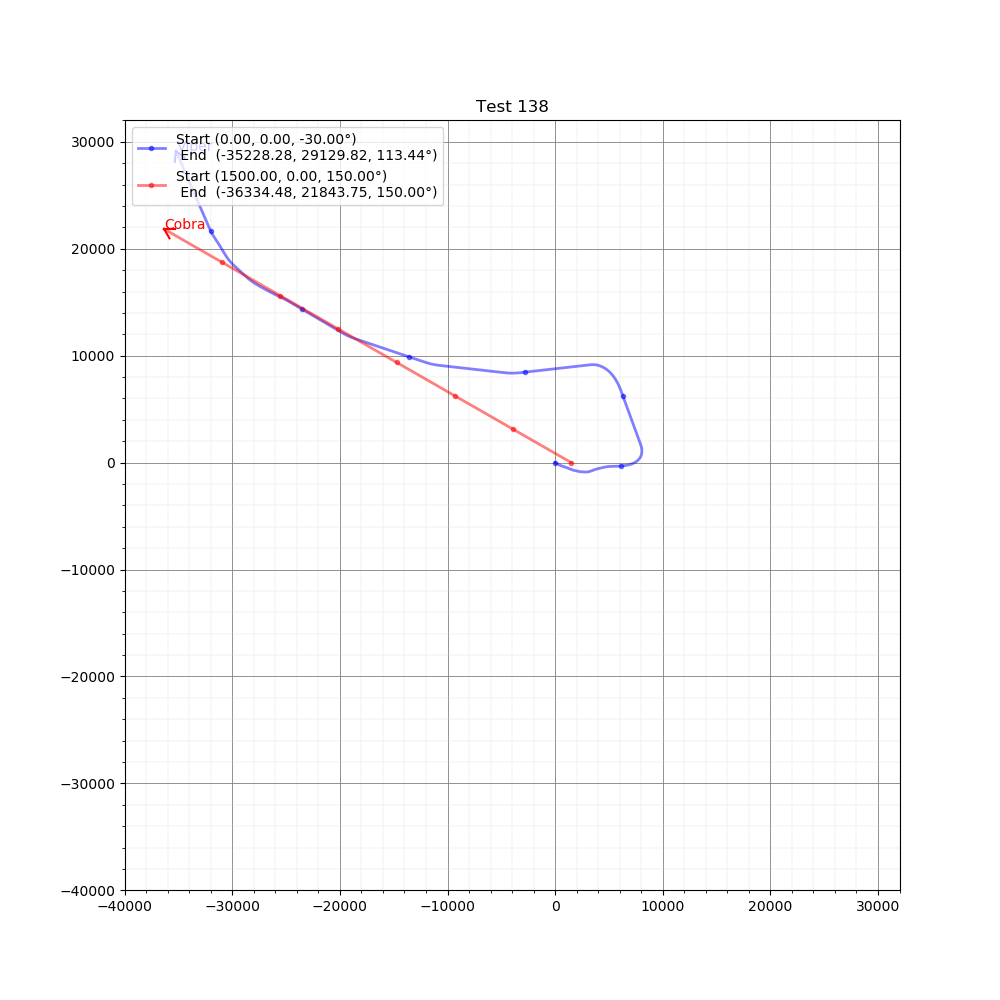 Test 138
Start (0.00, 0.00, -30.00°)
End (-35228.28, 29129.82, 113.44°)
Start (1500.00, 0.00, 150.00°)
End (-36334.48, 21843.75, 150.00°)
Cobra
30000
20000
10000
0
−10000
−20000
−30000
−40000
−40000 −30000 −20000 −10000 0 10000 20000 30000